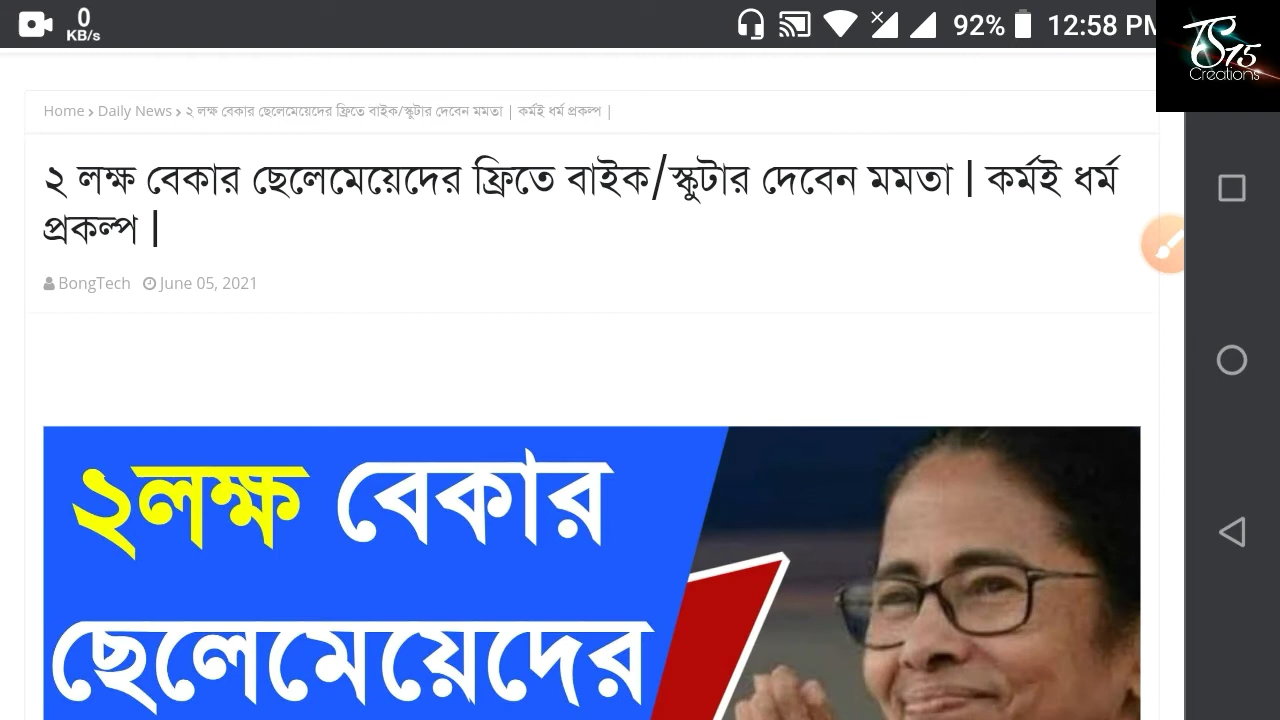 0
KB/s
92%
12:58 PM
TS15
Creations
Home › Daily News › ২ লক্ষ বেকার ছেলেমেয়েদের ফ্রিতে বাইক/স্কুটার দেবেন মমতা | কর্মই ধর্ম প্রকল্প |
২ লক্ষ বেকার ছেলেমেয়েদের ফ্রিতে বাইক/স্কুটার দেবেন মমতা | কর্মই ধর্ম
প্রকল্প |
BongTech June 05, 2021
২লক্ষ বেকার
ছেলেমেয়েদের